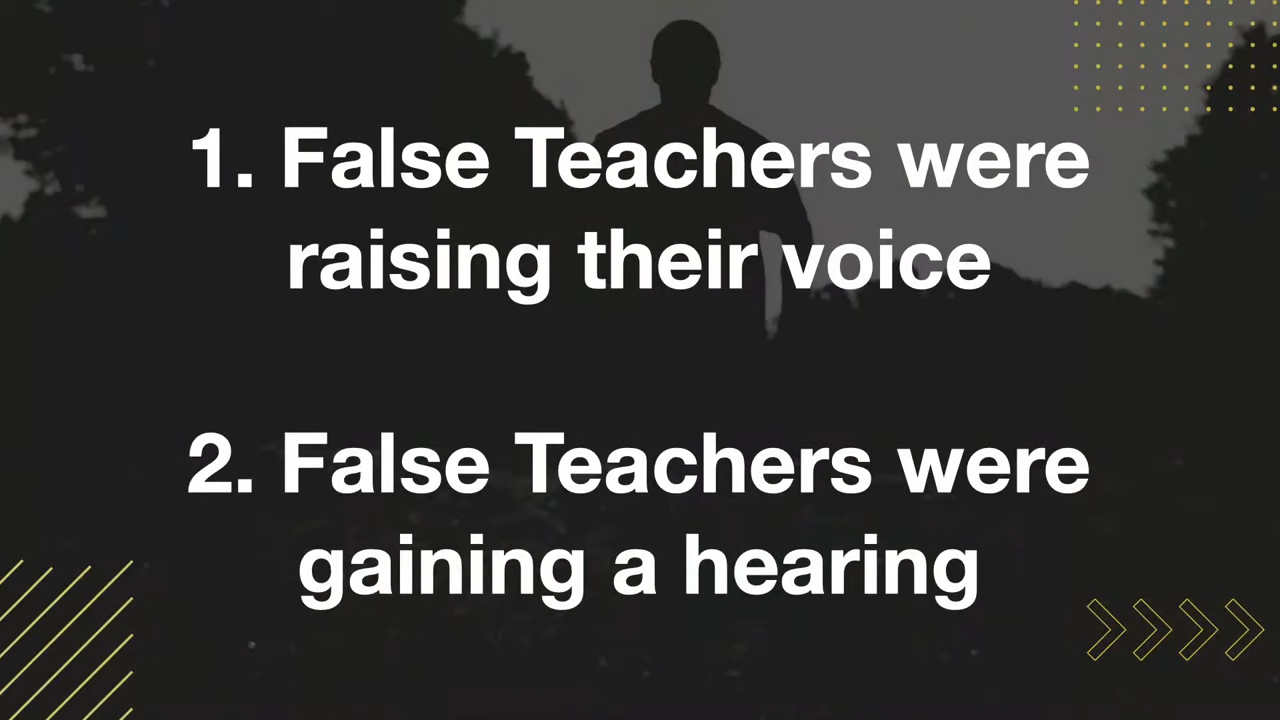 1. False Teachers were
raising their voice
2. False Teachers were
gaining a hearing